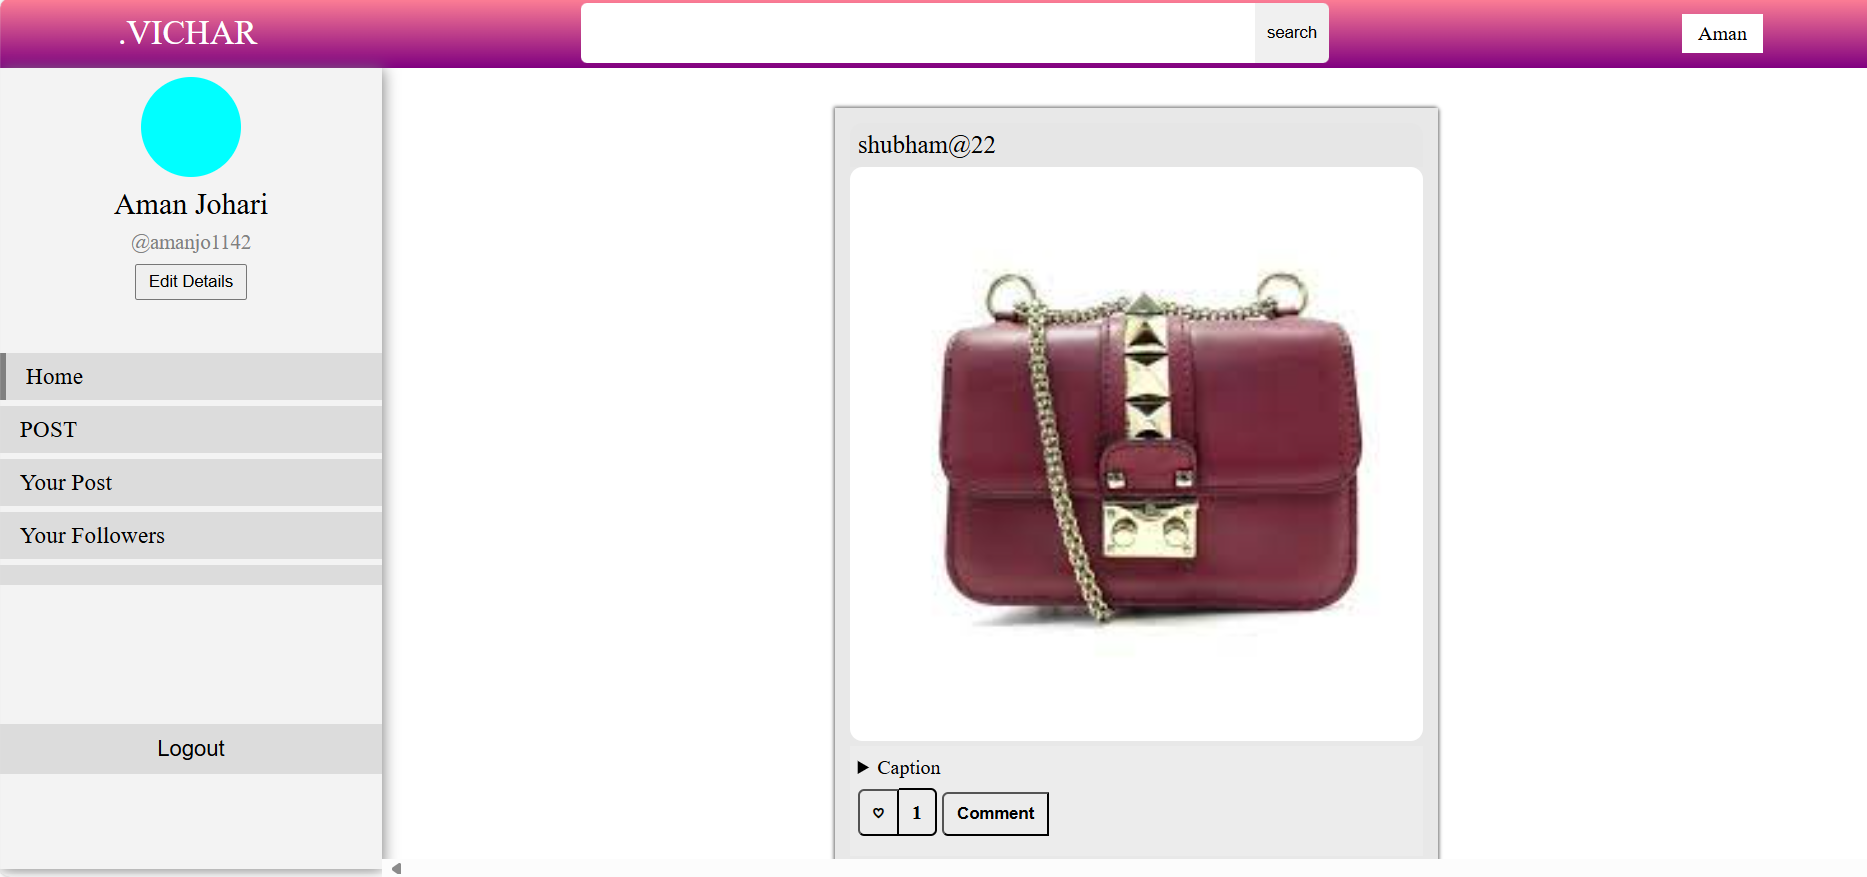 .VICHAR
search
Aman
Aman Johari
@amanjo1142
Edit Details
Home
POST
Your Post
Your Followers
Logout
shubham@22
Caption
1
Comment